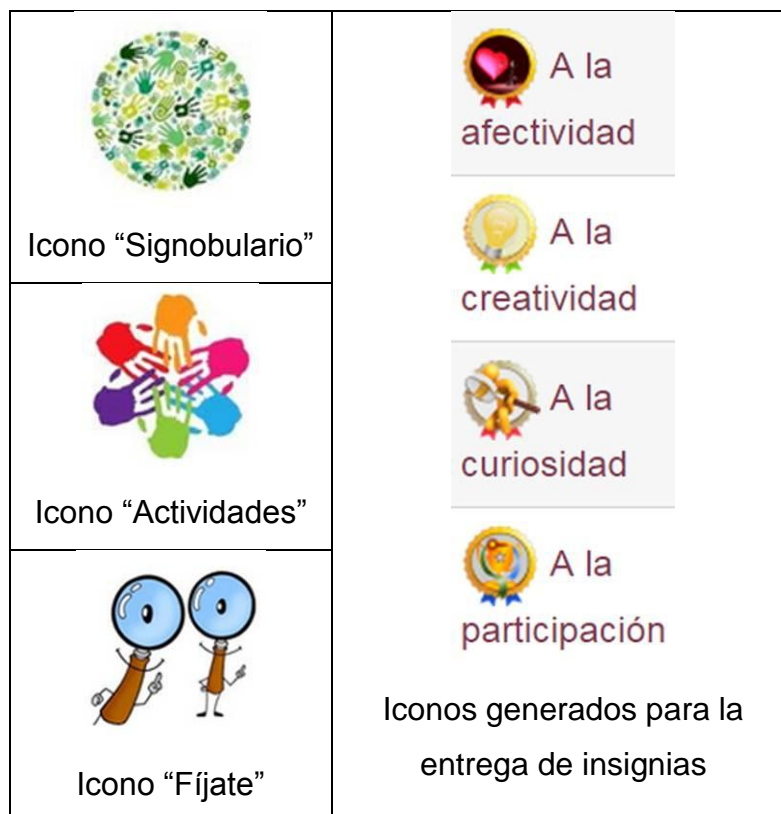 Icono “Signobulario”
Icono “Actividades”
Icono “Fíjate”
A la
afectividad
A la
creatividad
A la
curiosidad
A la
participación
Iconos generados para la
entrega de insignias